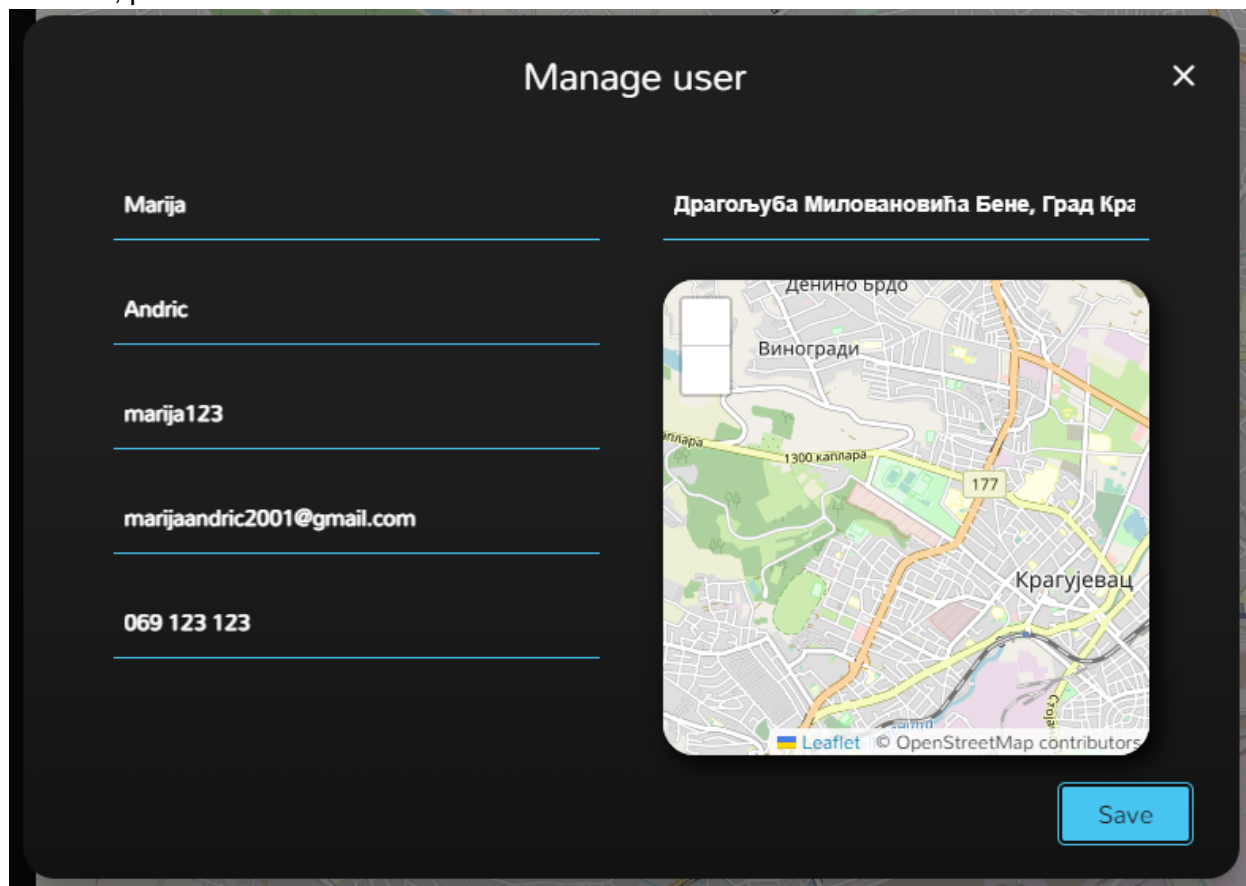 Manage user
Marija
Andric
marija123
marijaandric2001@gmail.com
069 123 123
Драгољуба Миловановића Бене, Град Кра
Денино Брдо
Виногради
1300 каплара
177
Крагујевац
Leaflet © OpenStreetMap contributors
Save